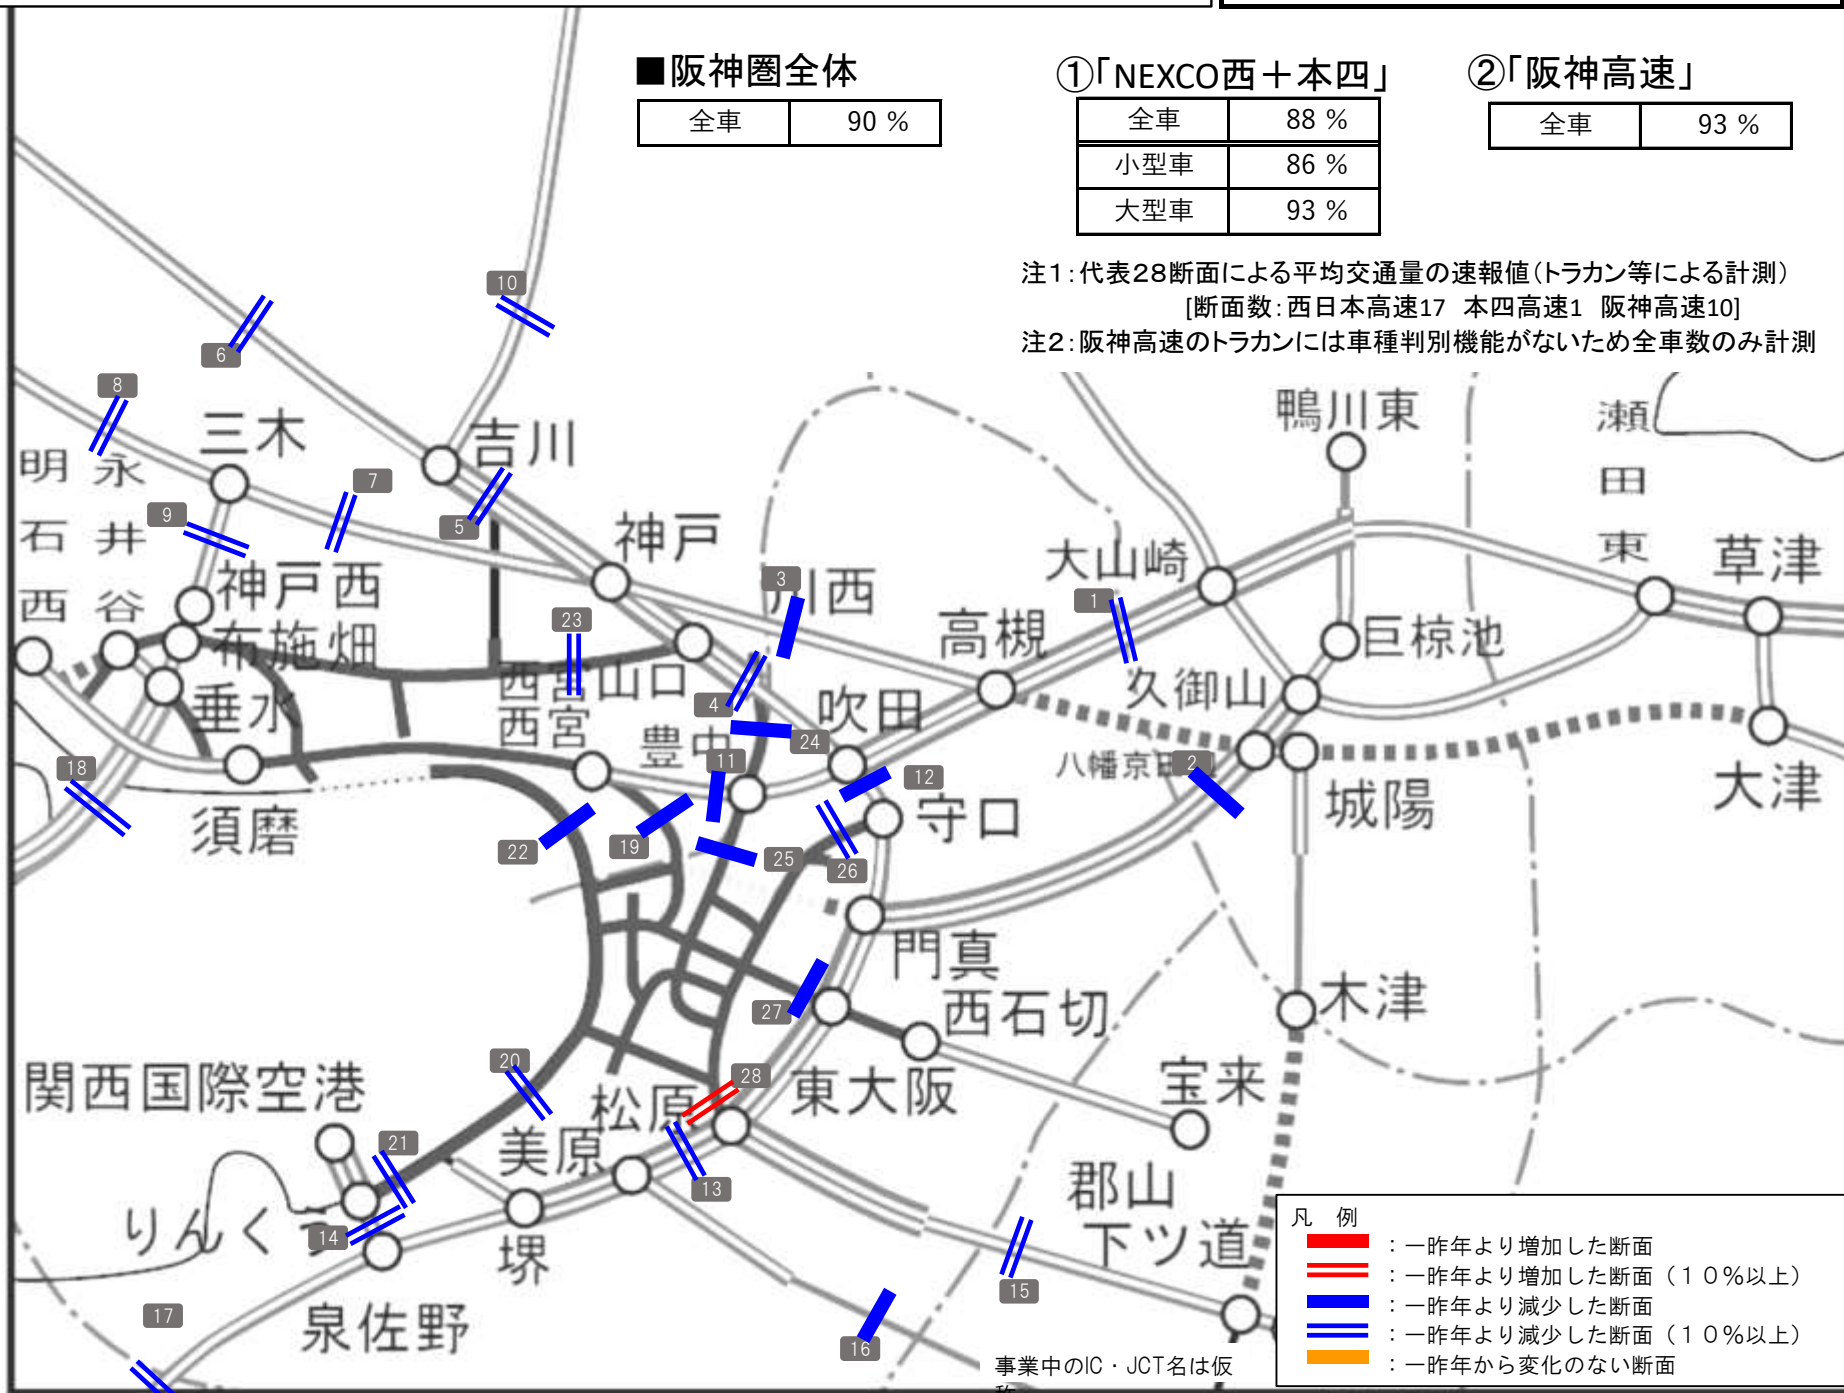 ■阪神圏全体
全車 90 %
①「NEXCO西＋本四」
全車 88 %
小型車 86 %
大型車 93 %
②「阪神高速」
全車 93 %
注1：代表28断面による平均交通量の速報値（トラカン等による計測）
[断面数：西日本高速17 本四高速1 阪神高速10]
注2：阪神高速のトラカンには車種判別機能がないため全車数のみ計測
10
6
8
三木
吉川
鴨川東
瀬田東
明石西
永井谷
7
9
5
神戸
大山崎
草津
神戸西
3
川西
1
布施畑
23
高槻
巨椋池
西宮山口
久御山
垂水
4
吹田
西宮
豊中
24
八幡京田
2
18
11
12
大津
城陽
須磨
守口
22
19
25
26
門真
27
西石切
木津
関西国際空港
20
28
松原
東大阪
宝来
21
美原
13
郡山
りんくう
14
堺
下ツ道
15
17
泉佐野
16
事業中のIC・JCT名は仮
称
凡 例
：一昨年より増加した断面
：一昨年より増加した断面（１０％以上）
：一昨年より減少した断面
：一昨年より減少した断面（１０％以上）
：一昨年から変化のない断面